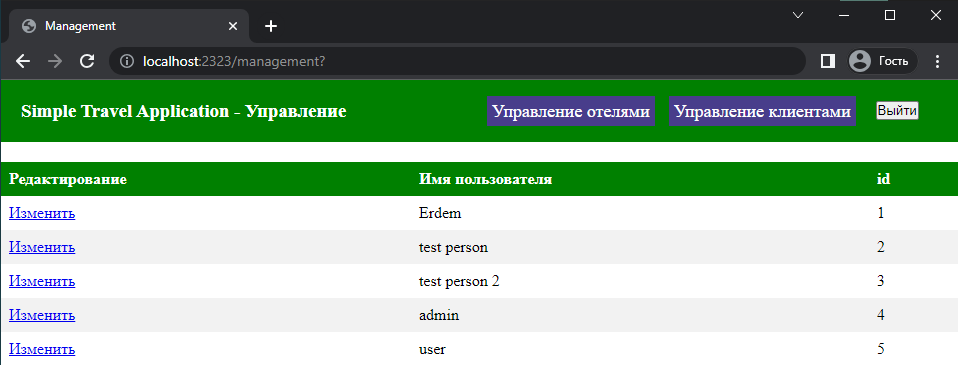 Management
localhost:2323/management?
Гость
Simple Travel Application - Управление
Управление отелями
Управление клиентами
Выйти
Редактирование Имя пользователя id
Изменить Erdem 1
Изменить test person 2
Изменить test person 2 3
Изменить admin 4
Изменить user 5